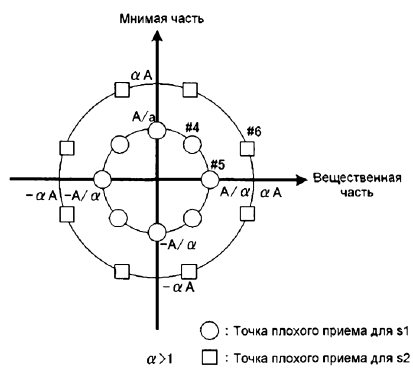 Мнимая часть
αA
A/a
#4
#6
#5
Вещественная
часть
-αA
-A/α
A/α
αA
-A/α
-αA
: Точка плохого приема для s1
: Точка плохого приема для s2
α>1